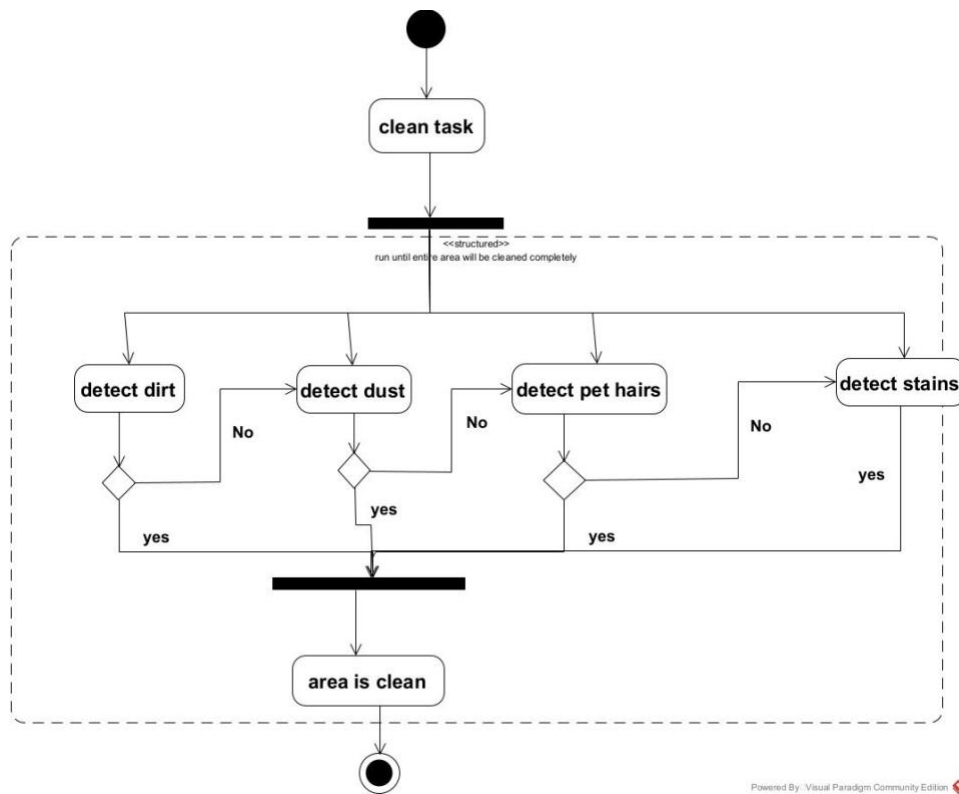 clean task
<<structured>>
run until entire area will be cleaned completely
detect dirt
detect dust
detect pet hairs
detect stains
No
No
No
yes
yes
yes
yes
area is clean
Powered By Visual Paradigm Community Edition